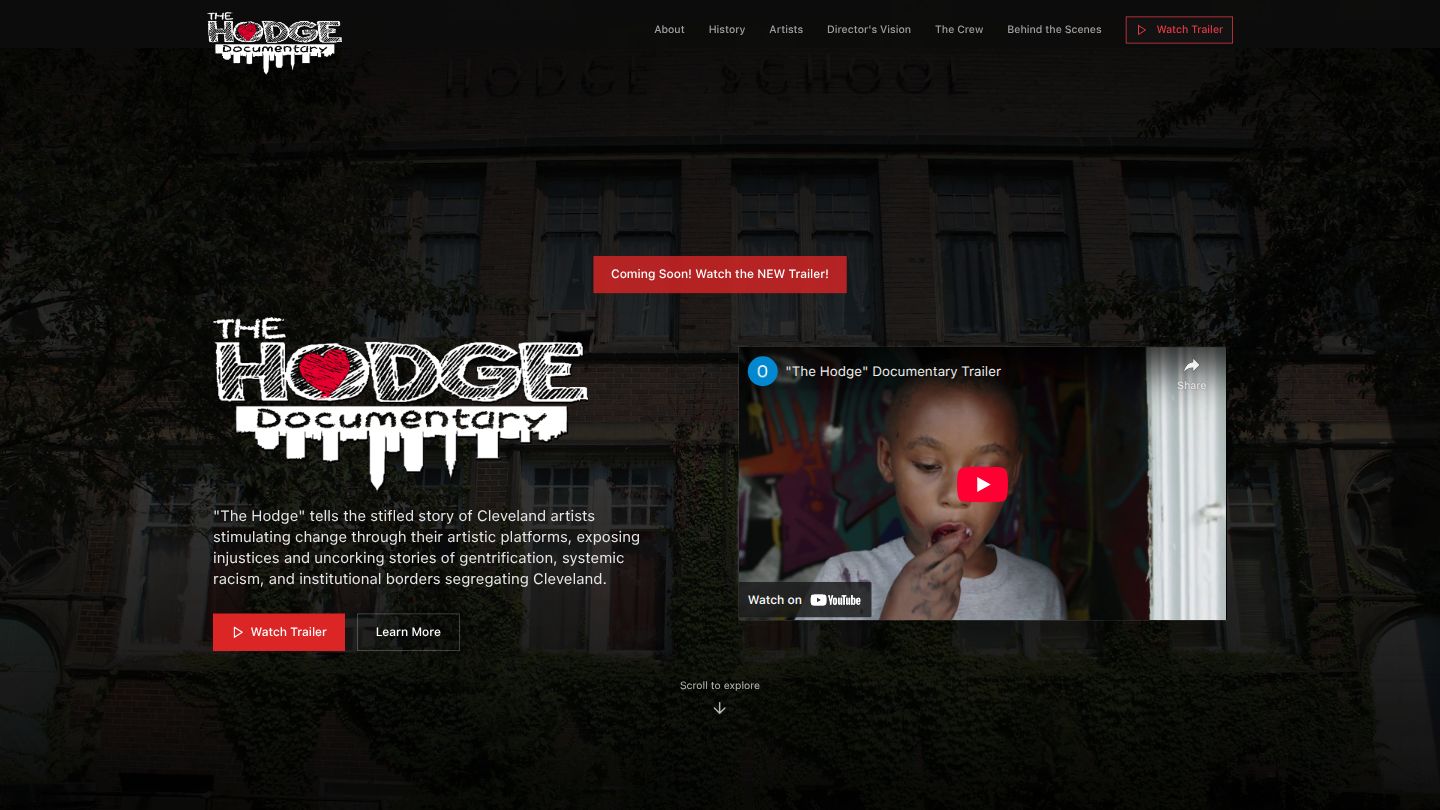 THE
HODGE
Documentary
About
History
Artists
Director's Vision
The Crew
Behind the Scenes
Watch Trailer
HODGE SCHOOL
Coming Soon! Watch the NEW Trailer!
THE
HODGE
Documentary
"The Hodge" tells the stifled story of Cleveland artists
stimulating change through their artistic platforms, exposing
injustices and uncorking stories of gentrification, systemic
racism, and institutional borders segregating Cleveland.
Watch Trailer
Learn More
O
"The Hodge" Documentary Trailer
Share
Watch on YouTube
Scroll to explore